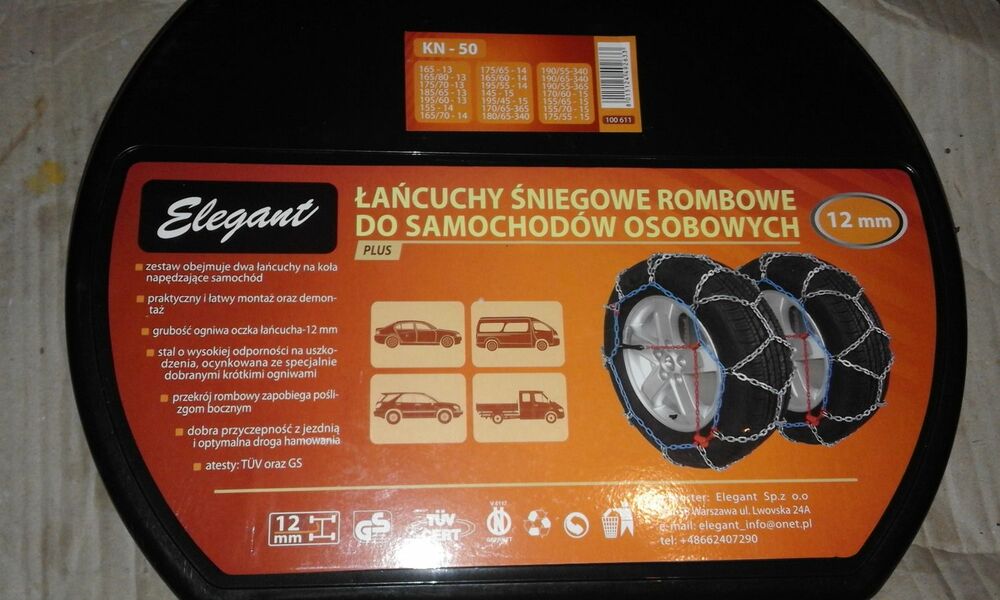 KN - 50
165 - 13
165/80 - 13
175/70 - 13
185/65 - 13
195/60 - 13
155 - 14
165/70 - 14
175/65 - 14
165/60 - 14
195/55 - 14
145 - 15
195/45 - 15
170/65-365
180/65-340
190/55-340
190/65-340
190/55-365
170/60 - 15
155/65 - 15
155/70 - 15
175/55 - 15
100 611
Elegant
ŁAŃCUCHY ŚNIEGOWE ROMBOWE
DO SAMOCHODÓW OSOBOWYCH
PLUS
12 mm
zestaw obejmuje dwa łańcuchy na koła
napędzające samochód
praktyczny i łatwy montaż oraz demon-
taż
grubość ogniwa oczka łańcucha-12 mm
stal o wysokiej odporności na uszko-
dzenia, ocynkowana ze specjalnie
dobranymi krótkimi ogniwami
przekrój rombowy zapobiega pośli-
zgom bocznym
dobra przyczepność z jezdnią
i optymalna droga hamowania
atesty: TÜV oraz GS
12
mm
GS
TÜV
CERT
V 5117
Elegant Sp.z o.o
Warszawa ul. Lwovska 24A
e-mail: elegant_info@onet.pl
tel: +48662407290